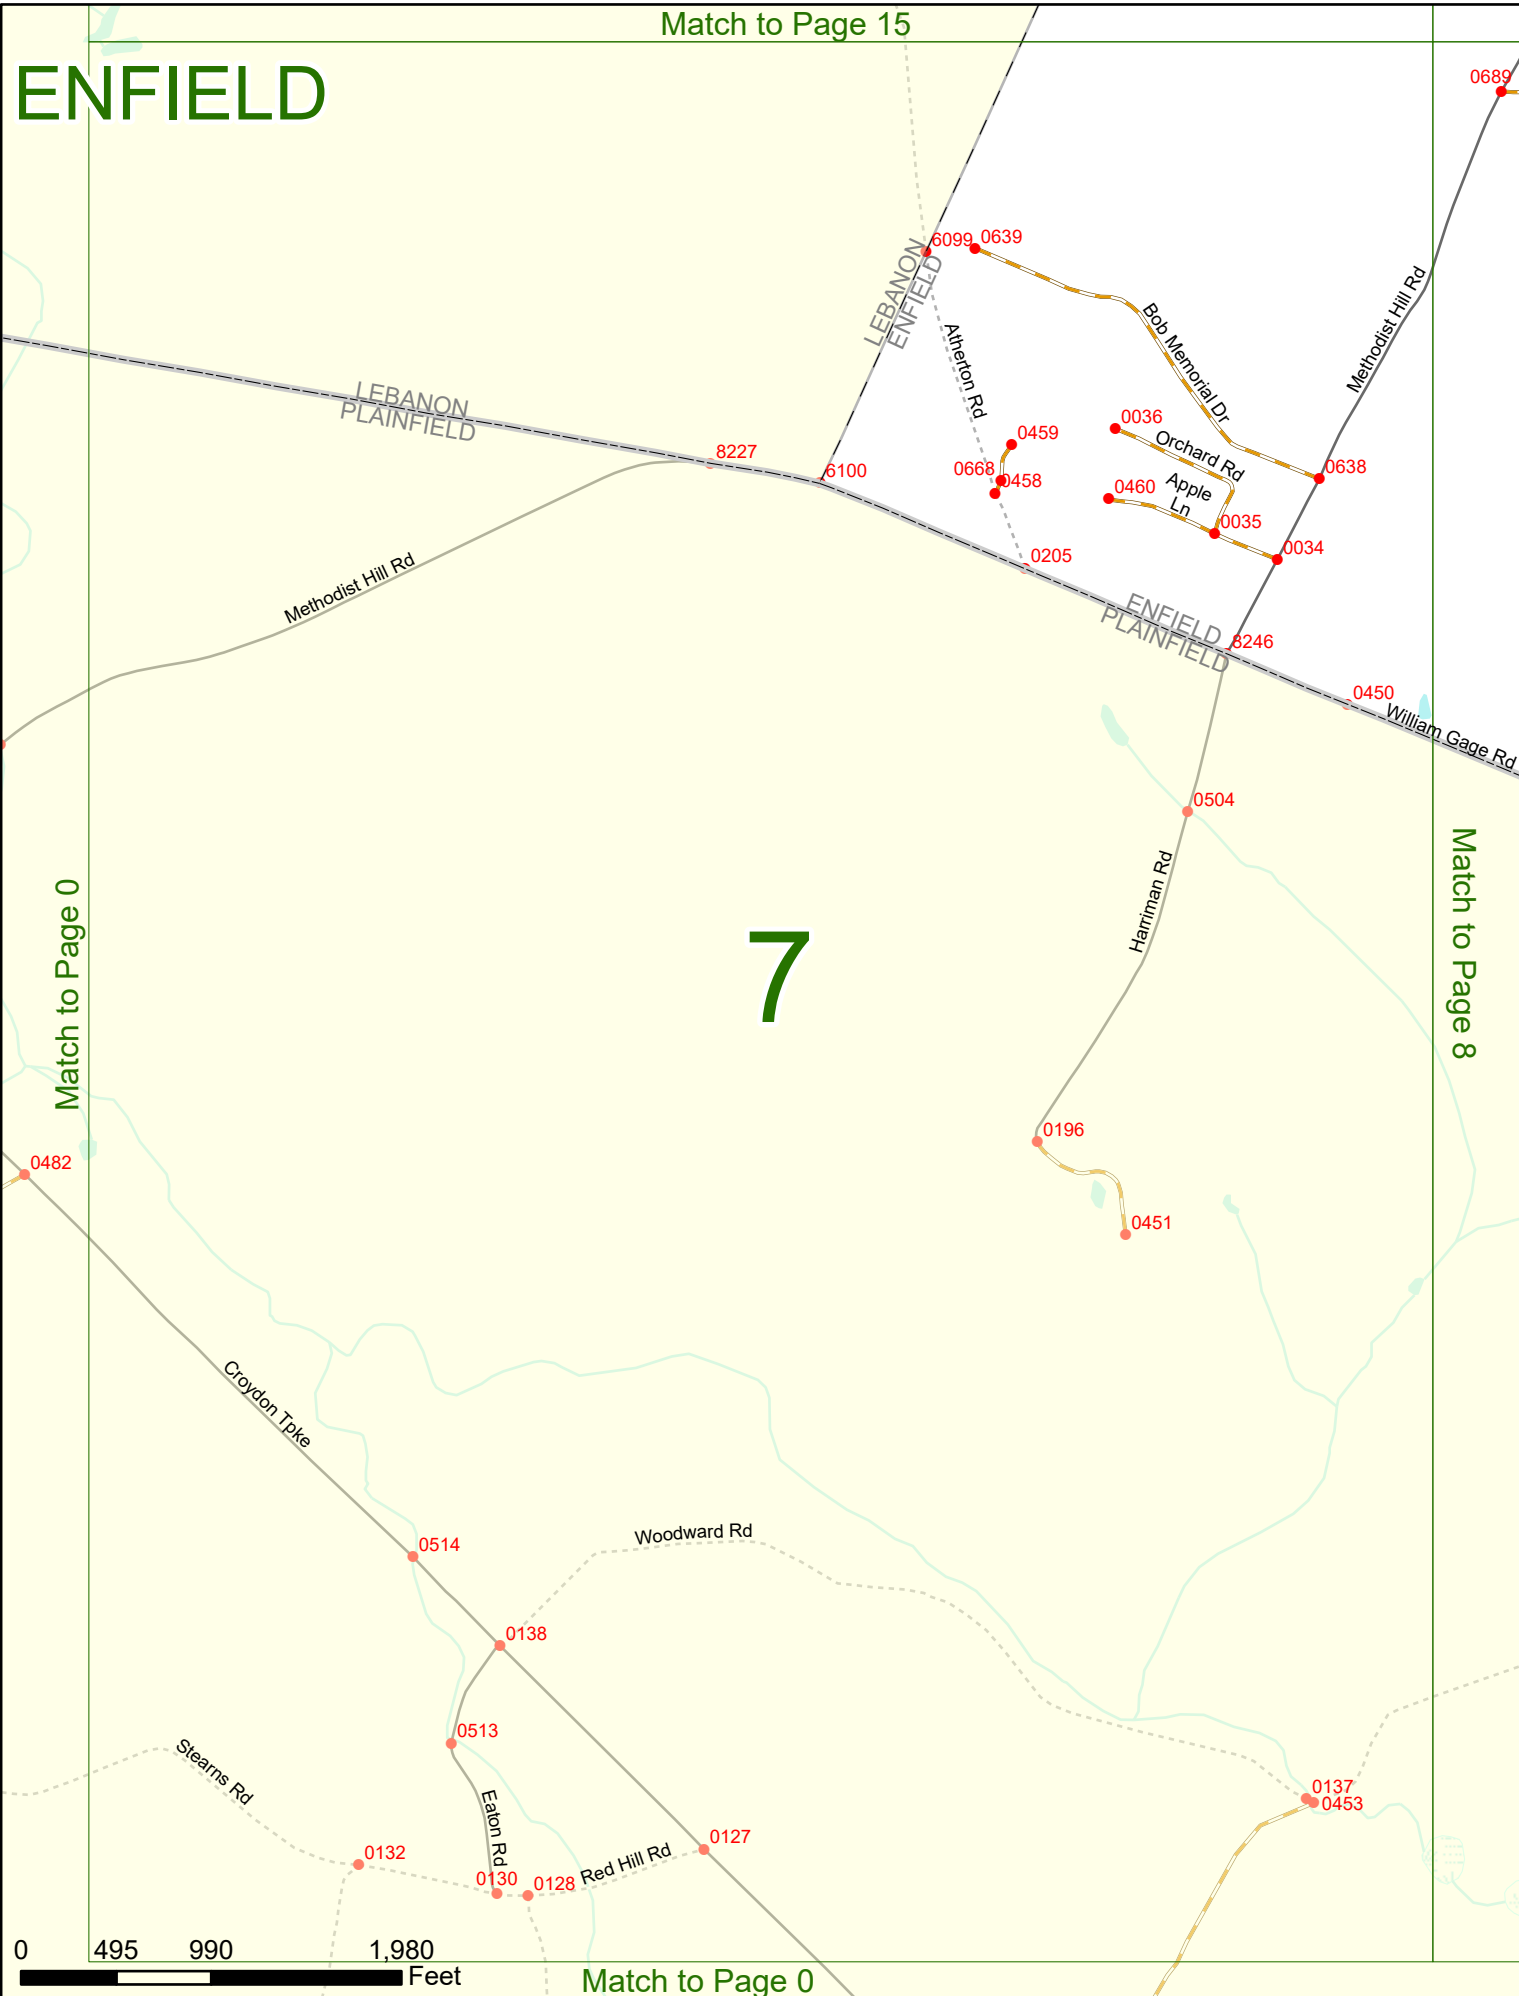 Match to Page 15
ENFIELD
0689
6099
0639
LEBANON
ENFIELD
Bob Memorial Dr
Methodist Hill Rd
Atherton Rd
LEBANON
PLAINFIELD
0036
0459
Orchard Rd
8227
6100
0668
0458
0460
Apple
Ln
0638
0035
0034
0205
Methodist Hill Rd
ENFIELD
PLAINFIELD
8246
0450
William Gage Rd
0504
Harriman Rd
Match to Page 0
7
Match to Page 8
0196
0482
0451
Croydon Tpke
0514
Woodward Rd
0138
0513
Stearns Rd
Eaton Rd
0137
0453
0132
0127
Red Hill Rd
0130
0128
0 495 990 1,980
Feet
Match to Page 0